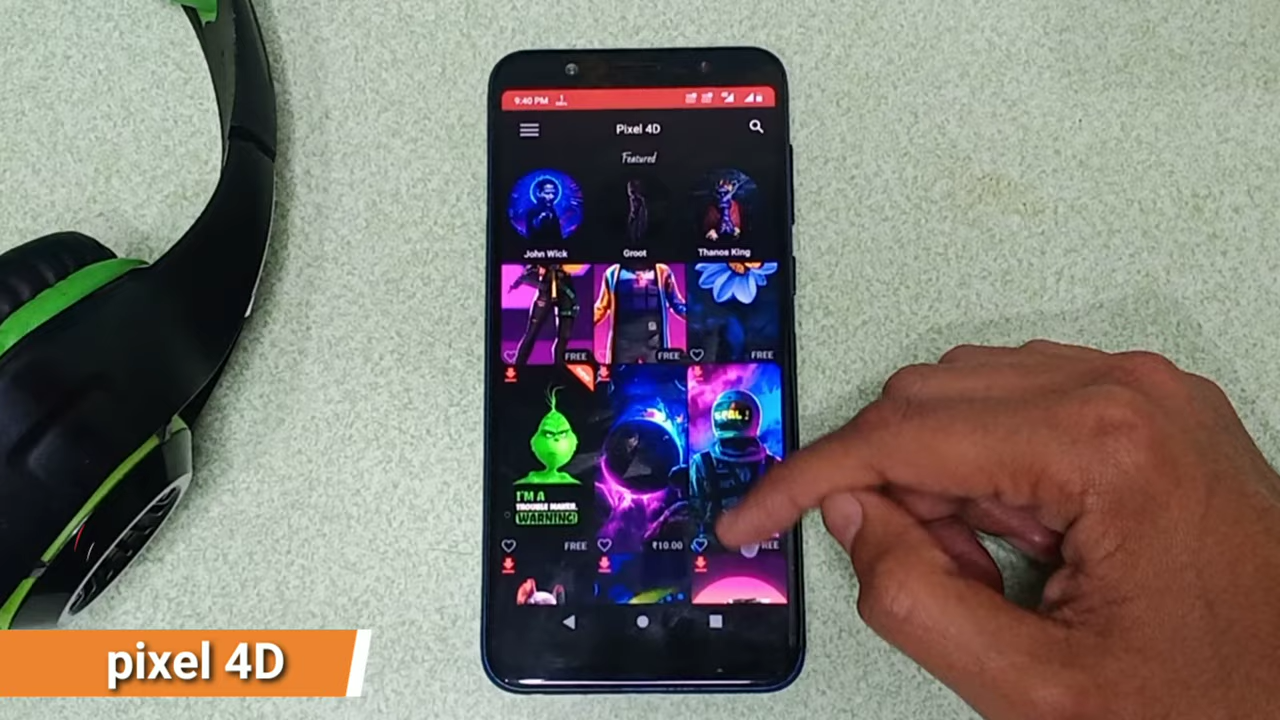 9:40 PM
Pixel 4D
Featured
John Wick
Groot
Thanos King
FREE
FREE
FREE
I'M A
TROUBLE MAKER.
WARNING!
FREE
₹10.00
REE
pixel 4D